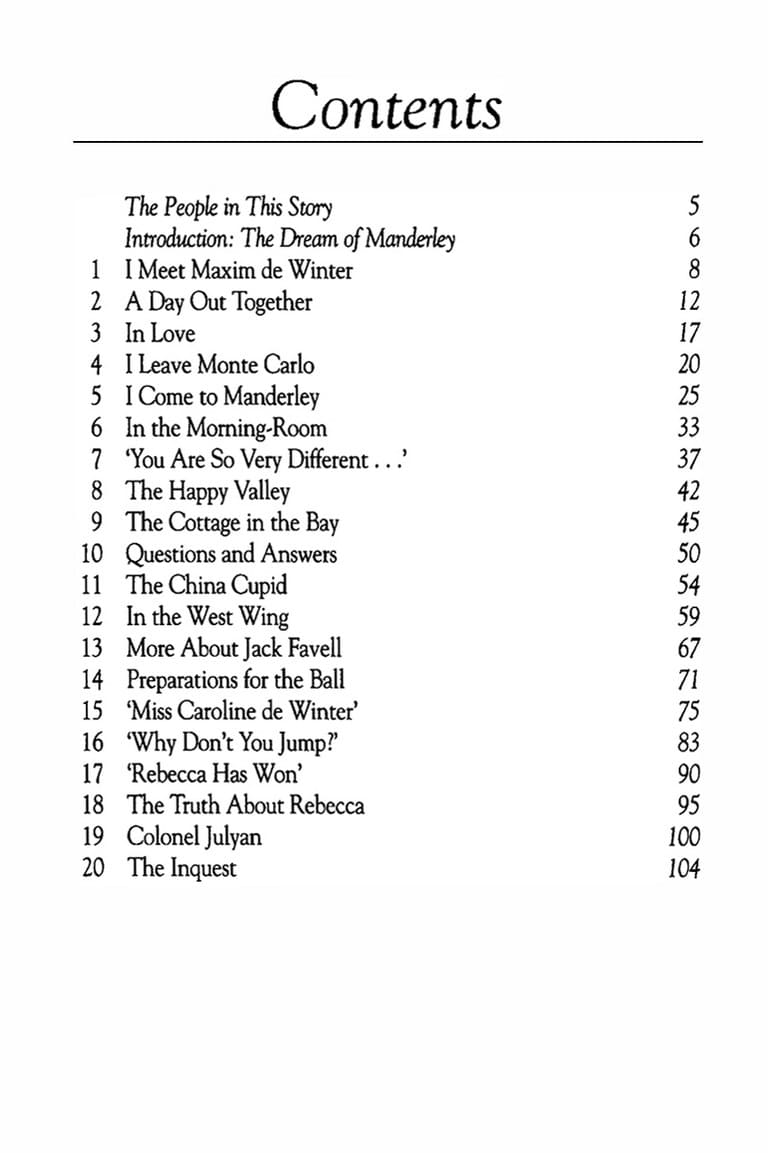 Contents
The People in This Story 5
Introduction: The Dream of Manderley 6
1 I Meet Maxim de Winter 8
2 A Day Out Together 12
3 In Love 17
4 I Leave Monte Carlo 20
5 I Come to Manderley 25
6 In the Morning-Room 33
7 ‘You Are So Very Different . . .’ 37
8 The Happy Valley 42
9 The Cottage in the Bay 45
10 Questions and Answers 50
11 The China Cupid 54
12 In the West Wing 59
13 More About Jack Favell 67
14 Preparations for the Ball 71
15 ‘Miss Caroline de Winter’ 75
16 ‘Why Don’t You Jump?’ 83
17 ‘Rebecca Has Won’ 90
18 The Truth About Rebecca 95
19 Colonel Julyan 100
20 The Inquest 104